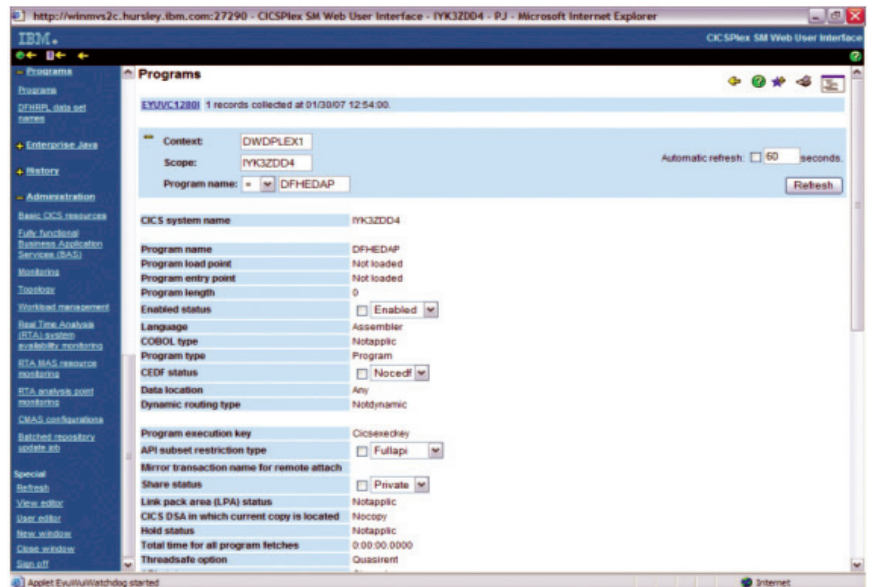 http://winmvs2c.hursley.ibm.com:27290 - CICSPlex SM Web User Interface - IYK3ZDD4 - PJ - Microsoft Internet Explorer
IBM.
CICSPlex SM Web User Interface
Programs
Programs
DFHRPL data set
names
Enterprise Java
History
Administration
Basic CICS resources
Fully functional
Business Application
Services (BAS)
Monitoring
Topology
Workload management
Real Time Analysis
(RTA) system
availability monitoring
RTA MAS resource
monitoring
RTA analysis point
monitoring
CMAS configurations
Batched repository
update job
Special
Refresh
View editor
User editor
New window
Close window
Sign off
Programs
EYUVC1280I 1 records collected at 01/30/07 12:54:00.
Context: DWDPLEX1
Scope: IYK3ZDD4
Program name: = DFHEDAP
Automatic refresh: 60 seconds.
Refresh
CICS system name IYK3ZDD4
Program name DFHEDAP
Program load point Not loaded
Program entry point Not loaded
Program length 0
Enabled status Enabled
Language Assembler
COBOL type Notapplic
Program type Program
CEDF status Nocedf
Data location Any
Dynamic routing type Notdynamic
Program execution key Cicsexeckey
API subset restriction type Fullapi
Mirror transaction name for remote attach
Share status Private
Link pack area (LPA) status Notapplic
CICS DSA in which current copy is located Nocopy
Hold status Notapplic
Total time for all program fetches 0:00:00.0000
Threadsafe option Quasirent
Applet EyuWuiWatchdog started
Internet